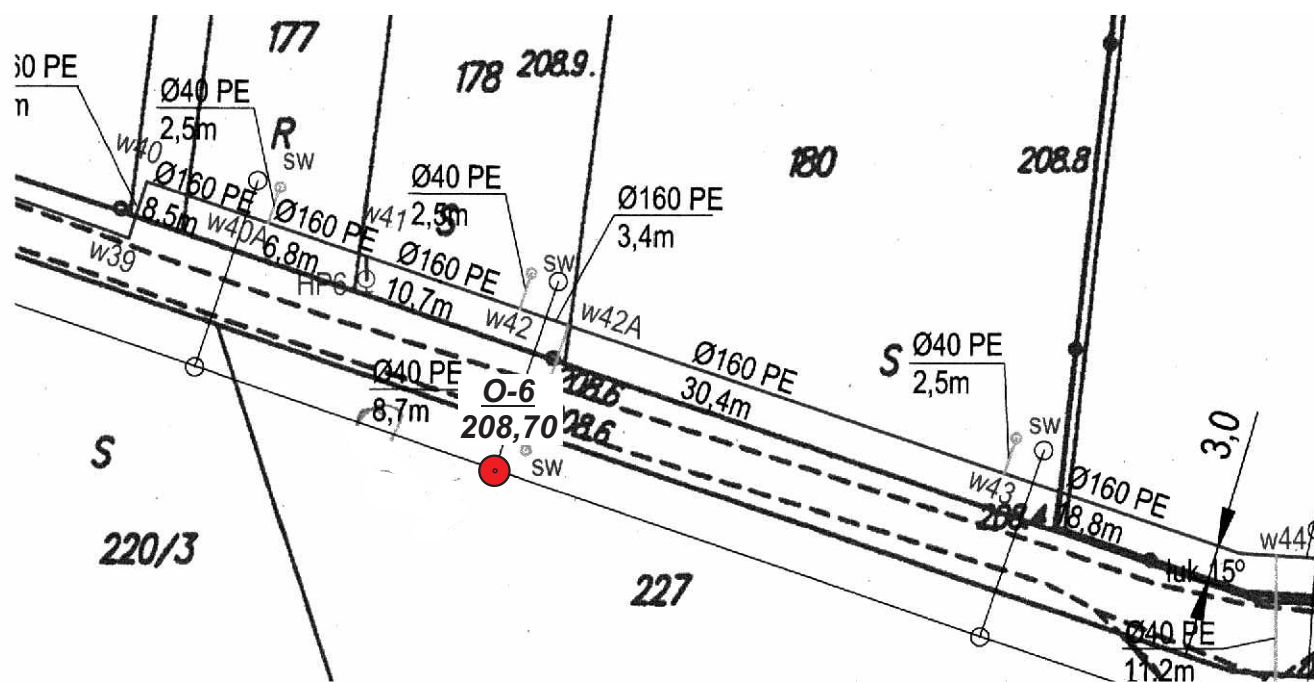 177
178
208.9.
Ø40 PE
2,5m
R
sw
w40
Ø160 PE
8,5m
w40A
Ø160 PE
6,8m
w41
w39
HP6
Ø160 PE
10,7m
Ø40 PE
2,5m
S
sw
w42
Ø160 PE
3,4m
w42A
180
208.8
Ø160 PE
30,4m
S
Ø40 PE
2,5m
sw
w43
Ø160 PE
18,8m
3,0
w44
łuk 15º
Ø40 PE
11,2m
Ø40 PE
8,7m
O-6
208,70
208.6
208.6
sw
208.4
S
220/3
227